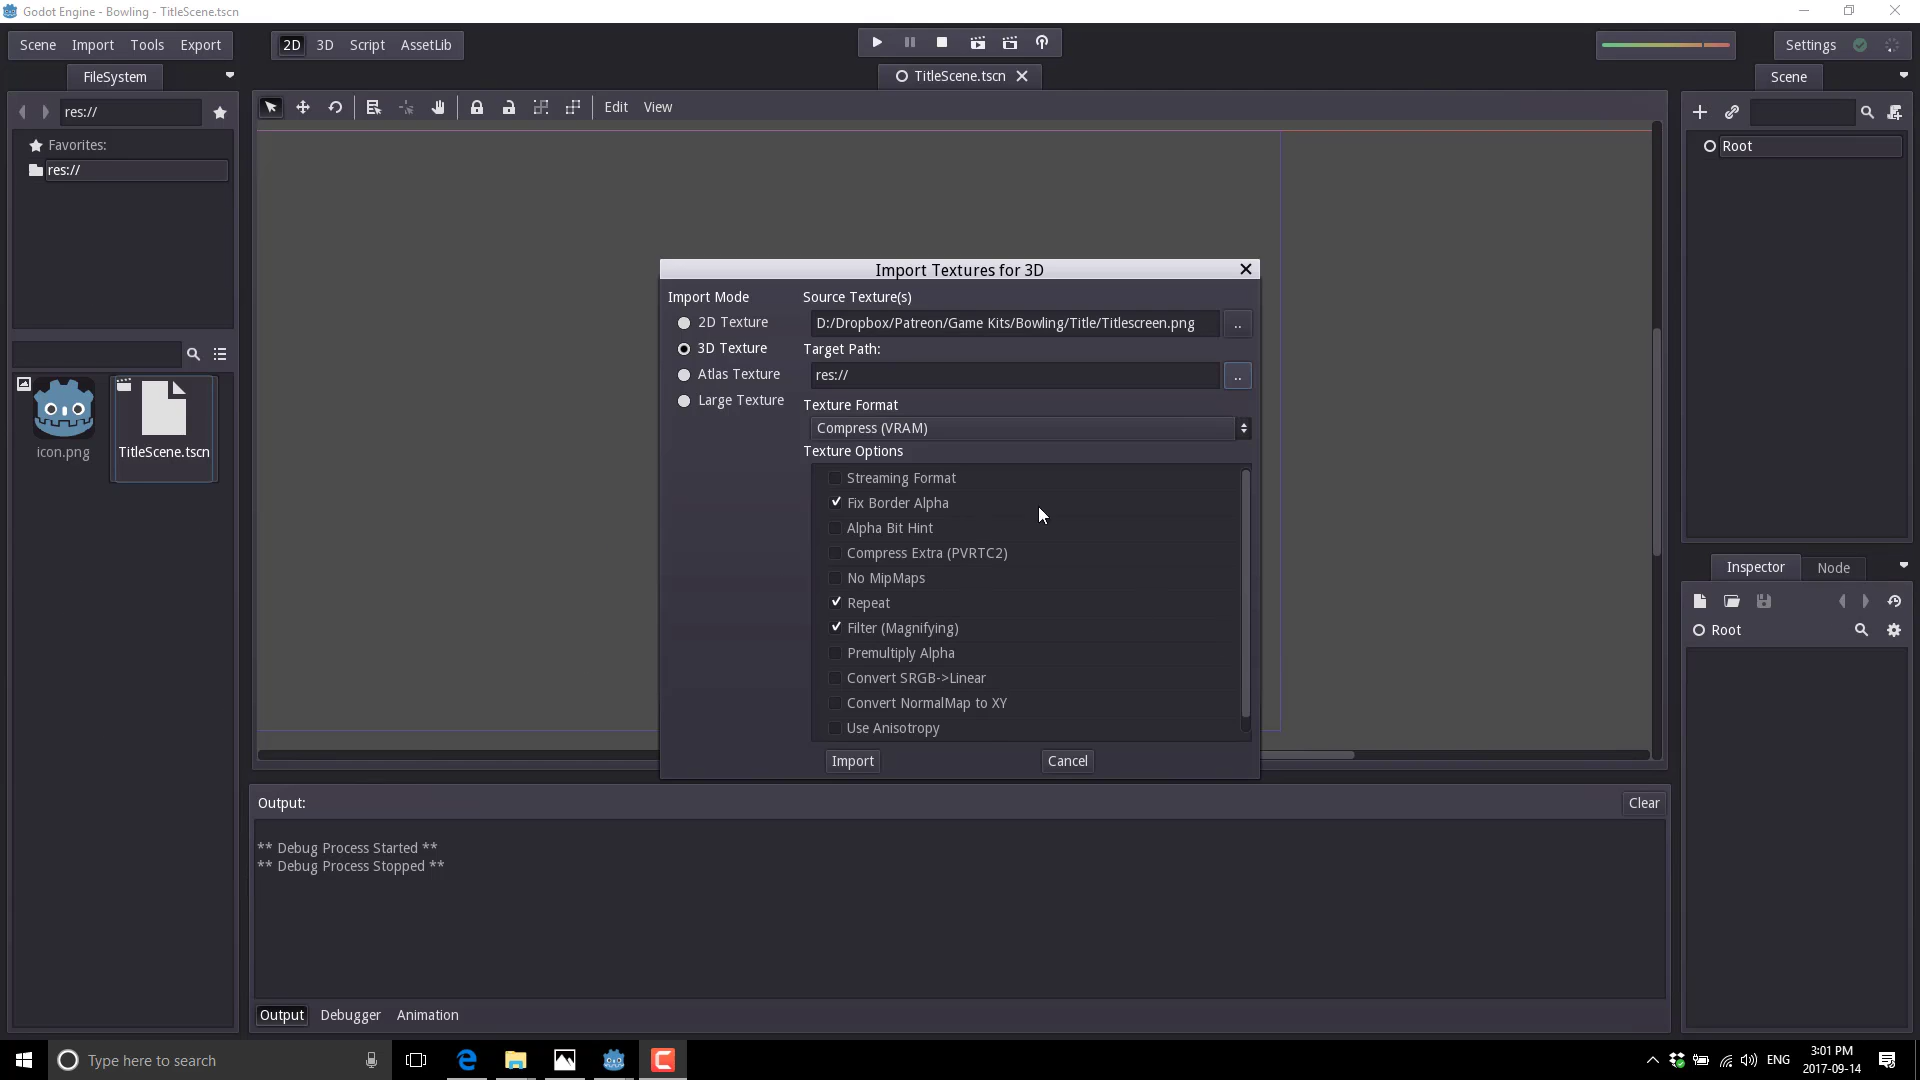 Godot Engine - Bowling - TitleScene.tscn
Scene Import Tools Export
2D 3D Script AssetLib
Settings
FileSystem
TitleScene.tscn
Scene
res://
Edit View
Favorites:
res://
Root
icon.png
TitleScene.tscn
Import Textures for 3D
Import Mode
2D Texture
3D Texture
Atlas Texture
Large Texture
Source Texture(s)
D:/Dropbox/Patreon/Game Kits/Bowling/Title/Titlescreen.png
..
Target Path:
res://
..
Texture Format
Compress (VRAM)
Texture Options
Streaming Format
Fix Border Alpha
Alpha Bit Hint
Compress Extra (PVRTC2)
No MipMaps
Repeat
Filter (Magnifying)
Premultiply Alpha
Convert SRGB->Linear
Convert NormalMap to XY
Use Anisotropy
Import Cancel
Inspector Node
Root
Output:
Clear
** Debug Process Started **
** Debug Process Stopped **
Output Debugger Animation
Type here to search
ENG
3:01 PM
2017-09-14